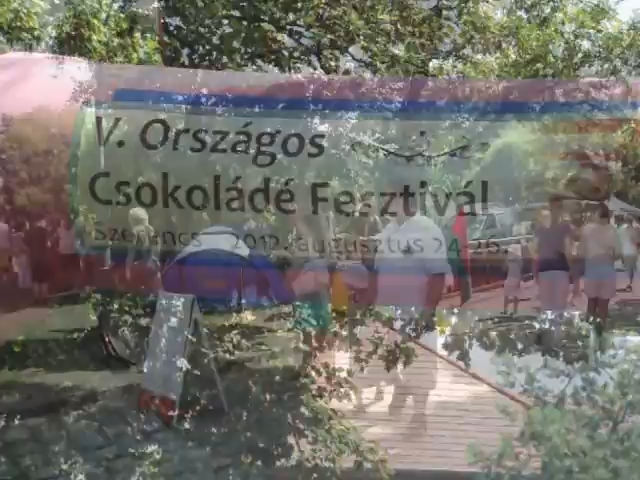 V. Országos
Csokoládé Fesztivál
Szerencs 2012. augusztus 24-26.